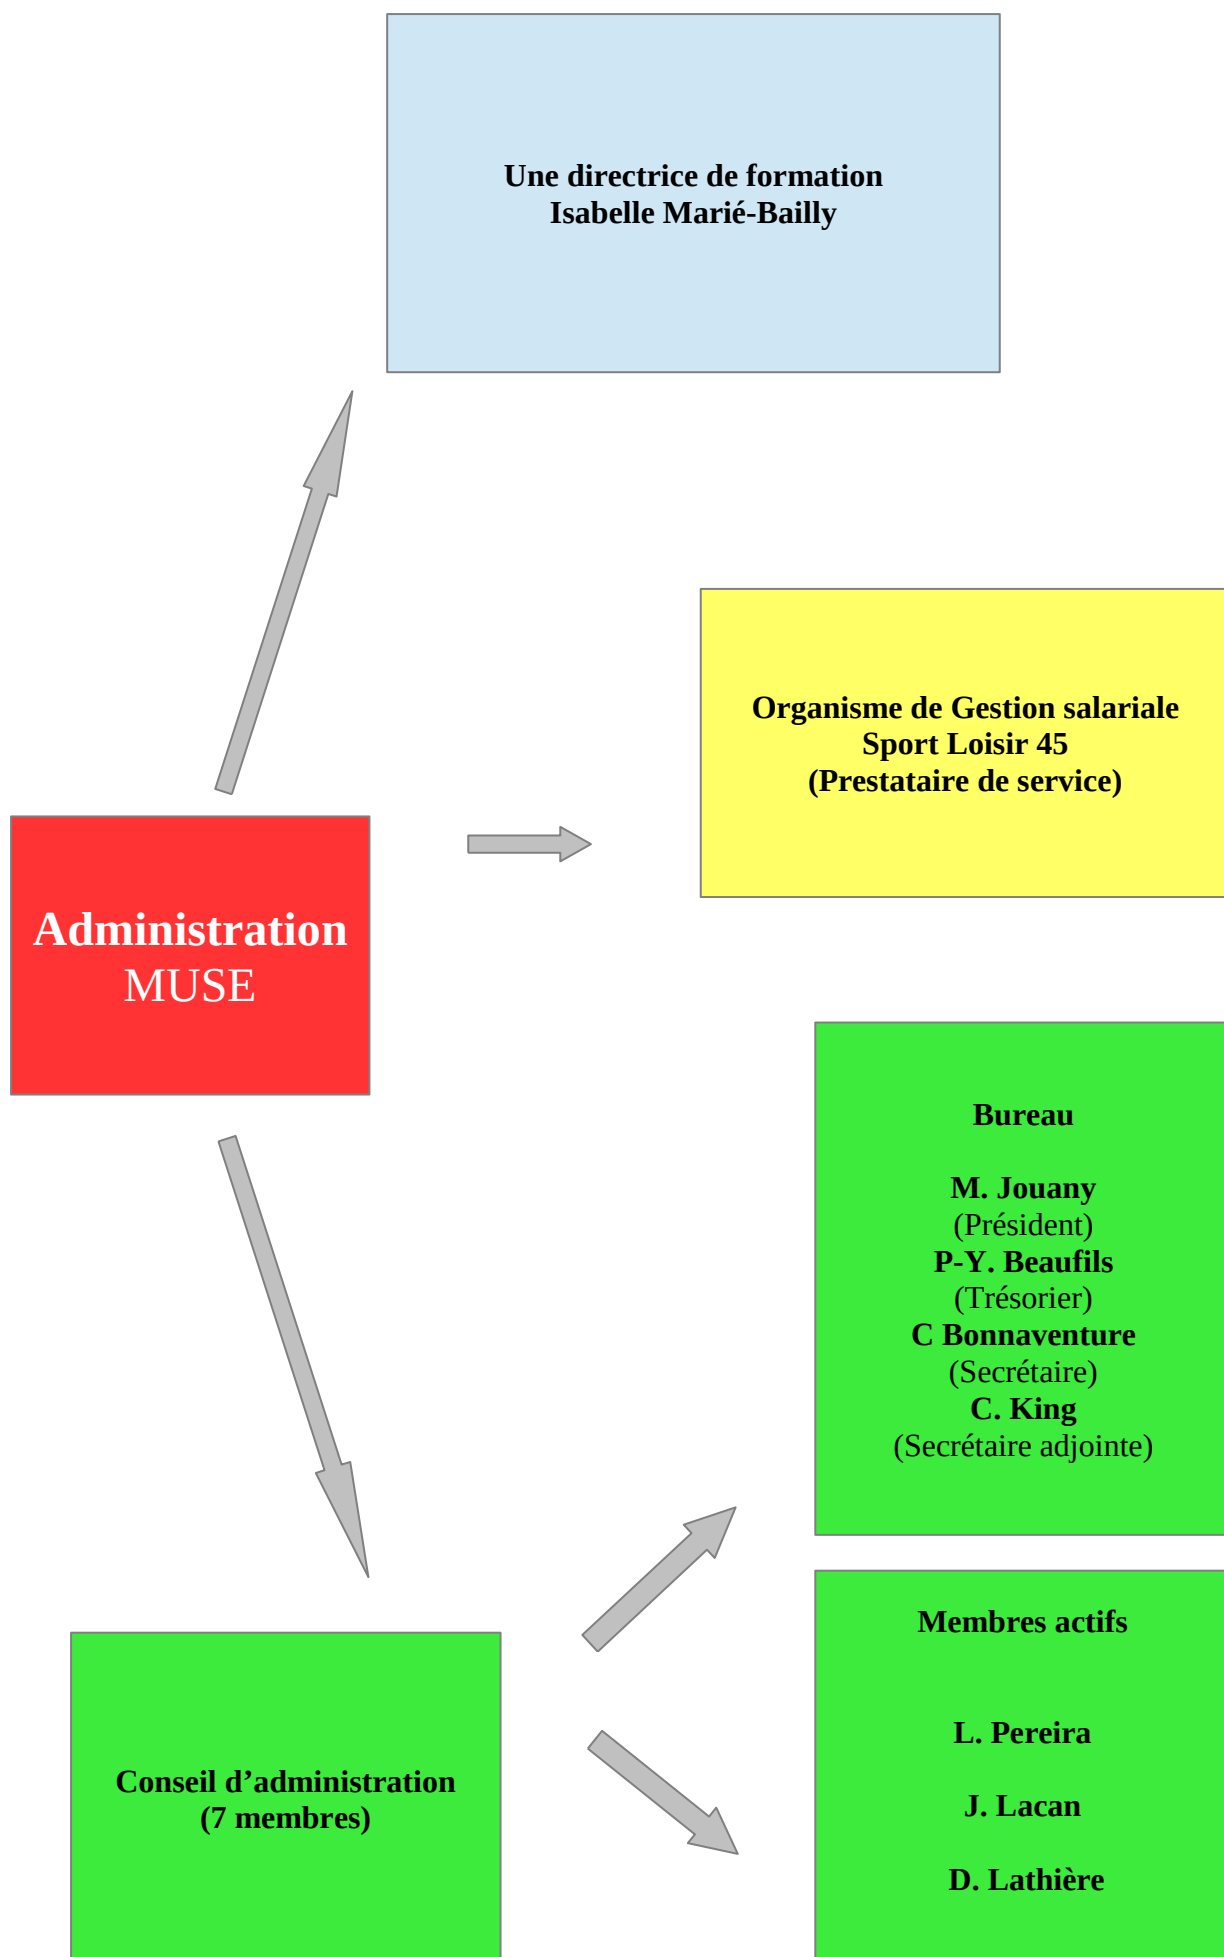 Une directrice de formation
Isabelle Marié-Bailly
Organisme de Gestion salariale
Sport Loisir 45
(Prestataire de service)
Administration
MUSE
Bureau
M. Jouany
(Président)
P-Y. Beaufils
(Trésorier)
C Bonnaventure
(Secrétaire)
C. King
(Secrétaire adjointe)
Conseil d’administration
(7 membres)
Membres actifs
L. Pereira
J. Lacan
D. Lathière